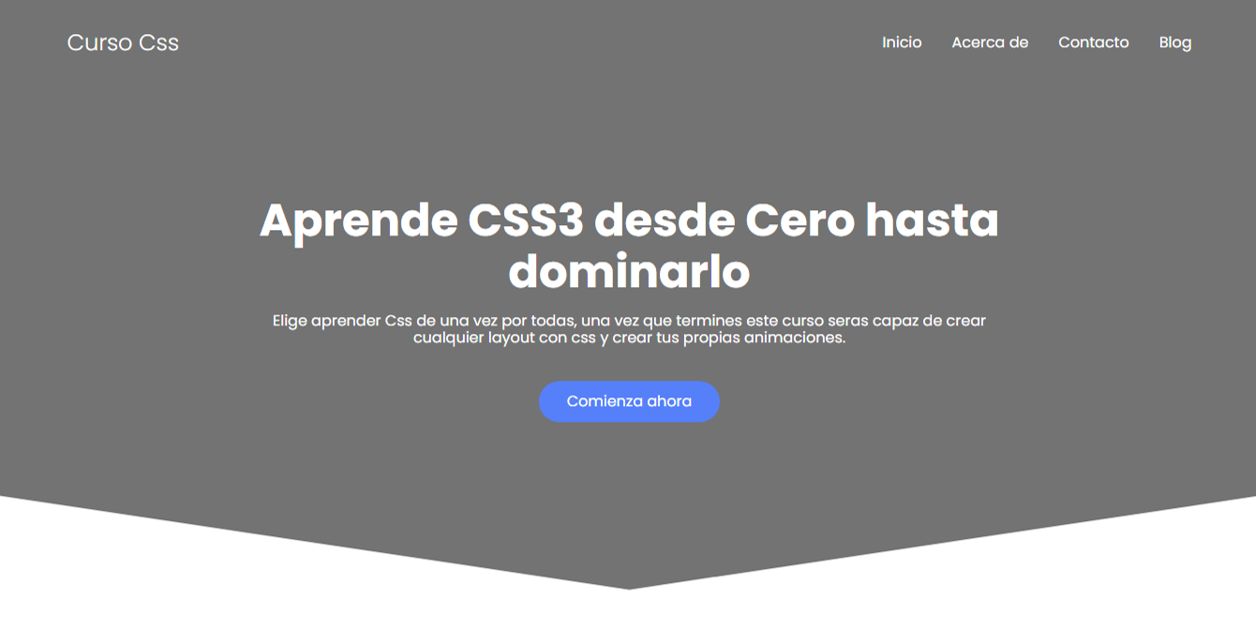 Curso Css
Inicio Acerca de Contacto Blog
Aprende CSS3 desde Cero hasta
dominarlo
Elige aprender Css de una vez por todas, una vez que termines este curso seras capaz de crear
cualquier layout con css y crear tus propias animaciones.
Comienza ahora